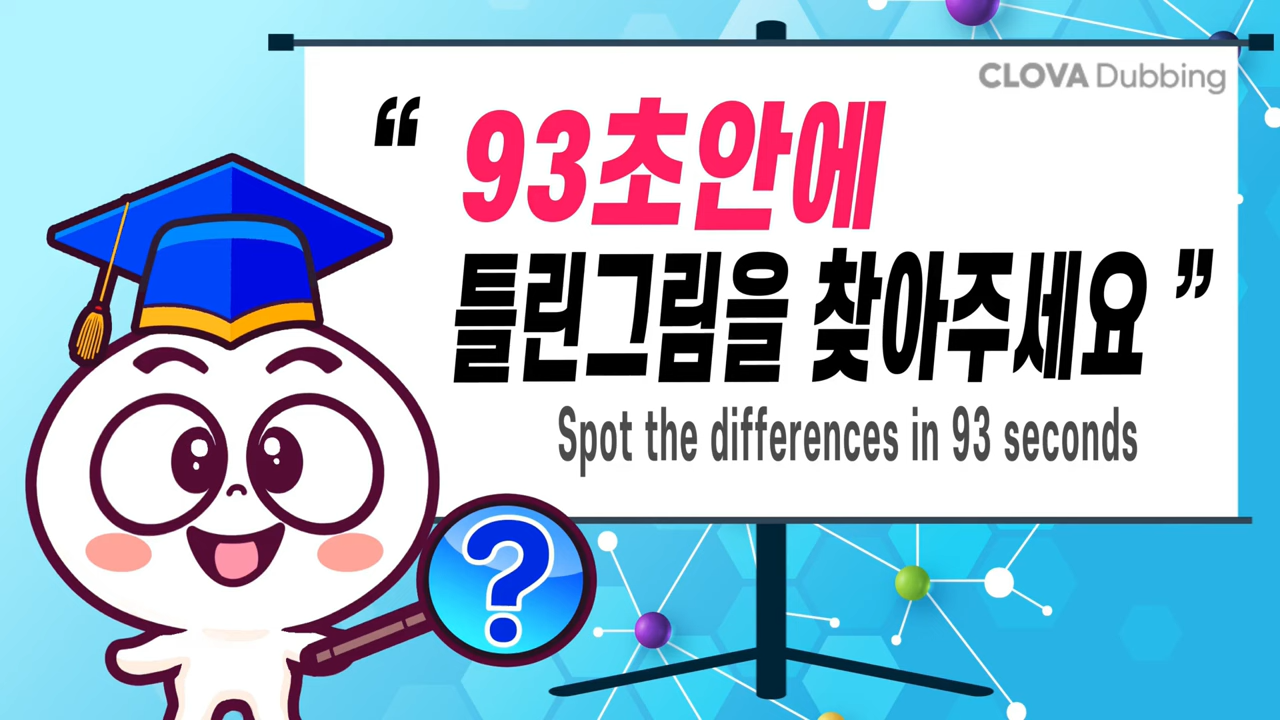 CLOVA Dubbing
“ 93초안에
틀린그림을 찾아주세요 ”
Spot the differences in 93 seconds
?